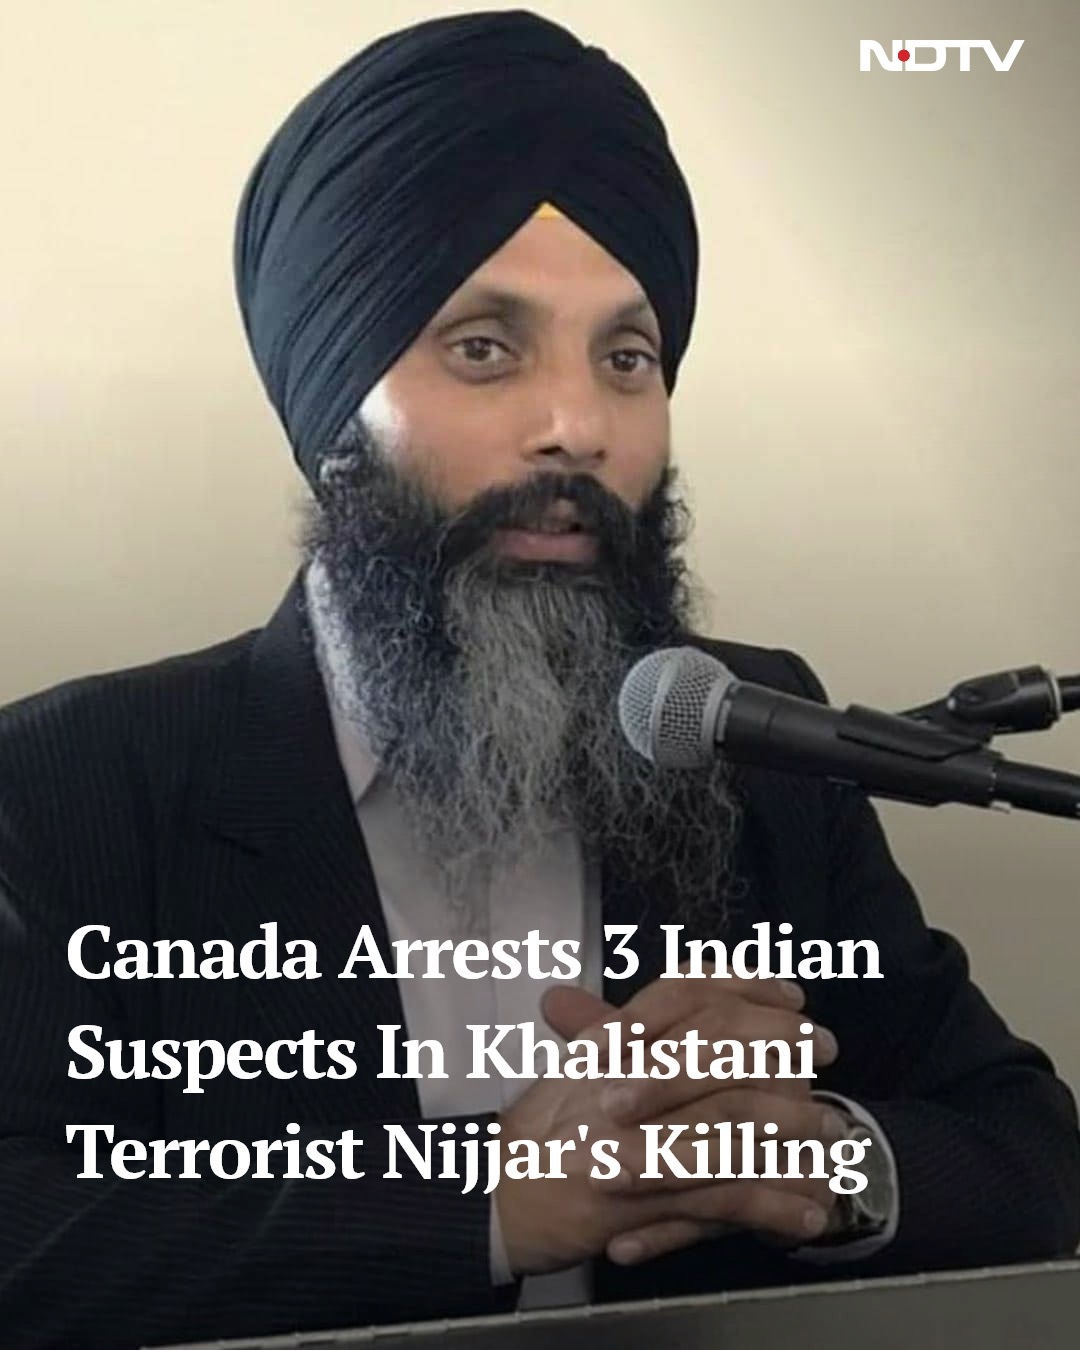 NDTV
Canada Arrests 3 Indian
Suspects In Khalistani
Terrorist Nijjar's Killing